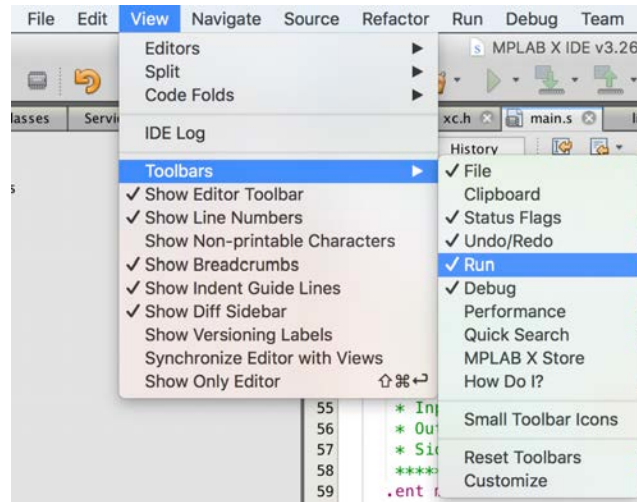 File Edit View Navigate Source Refactor Run Debug Team
MPLAB X IDE v3.26
lasses Servi
xc.h main.s
History
Editors
Split
Code Folds
IDE Log
Toolbars
✓ Show Editor Toolbar
✓ Show Line Numbers
Show Non-printable Characters
✓ Show Breadcrumbs
✓ Show Indent Guide Lines
✓ Show Diff Sidebar
Show Versioning Labels
Synchronize Editor with Views
Show Only Editor ⇧⌘↩
✓ File
Clipboard
✓ Status Flags
✓ Undo/Redo
✓ Run
✓ Debug
Performance
Quick Search
MPLAB X Store
How Do I?
Small Toolbar Icons
Reset Toolbars
Customize
55 * Inp
56 * Out
57 * Sid
58 ****
59 .ent m